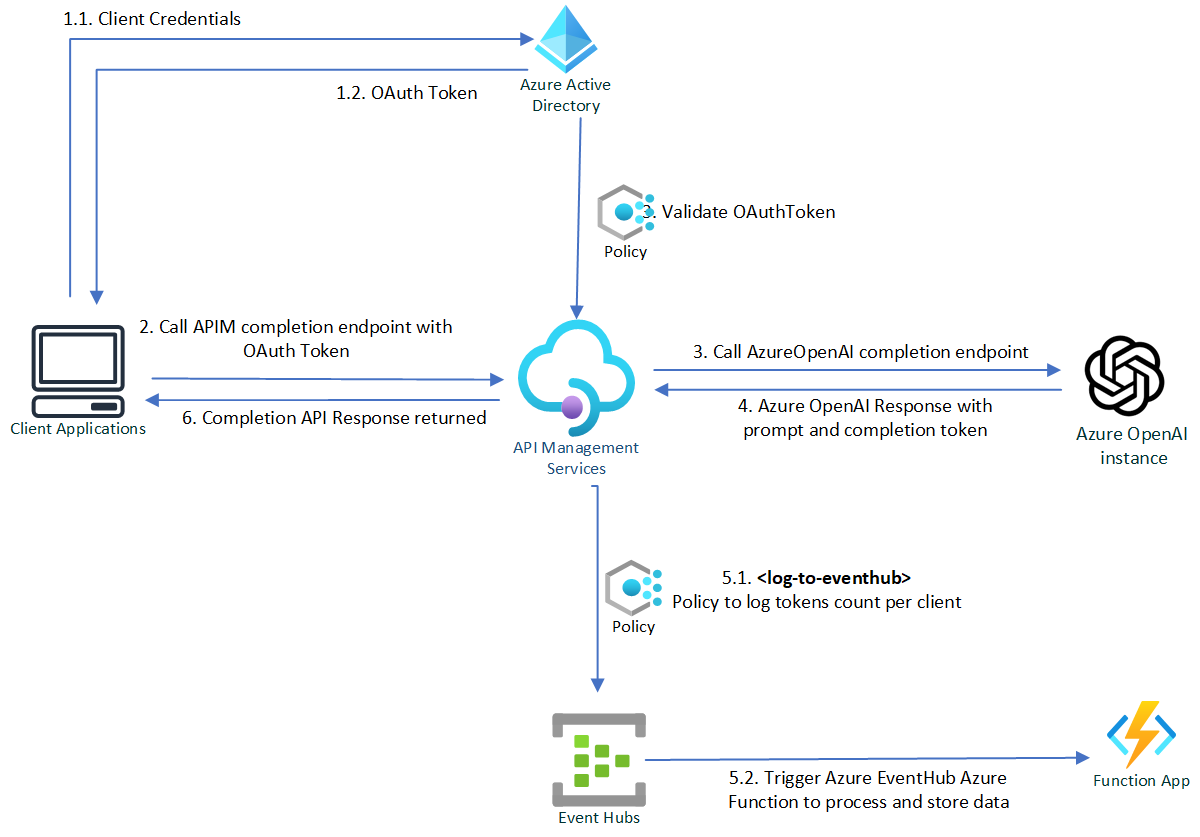 1.1. Client Credentials
1.2. OAuth Token
Azure Active
Directory
3. Validate OAuthToken
Policy
2. Call APIM completion endpoint with
OAuth Token
3. Call AzureOpenAI completion endpoint
6. Completion API Response returned
4. Azure OpenAI Response with
prompt and completion token
Client Applications
API Management
Services
Azure OpenAI
instance
5.1. <log-to-eventhub>
Policy to log tokens count per client
Policy
5.2. Trigger Azure EventHub Azure
Function to process and store data
Function App
Event Hubs